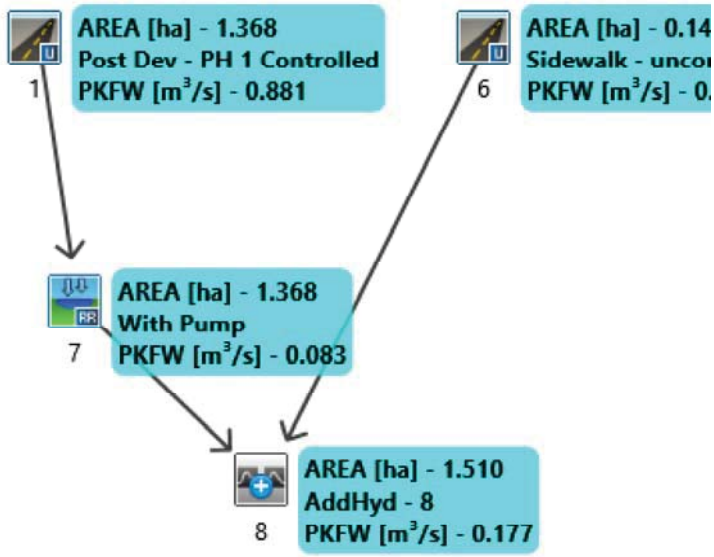 AREA [ha] - 1.368
Post Dev - PH 1 Controlled
PKFW [m³/s] - 0.881
U
1
AREA [ha] - 0.14
Sidewalk -
PKFW [m³/s] - 0.
U
6
AREA [ha] - 1.368
With Pump
PKFW [m³/s] - 0.083
RR
7
AREA [ha] - 1.510
AddHyd - 8
PKFW [m³/s] - 0.177
8